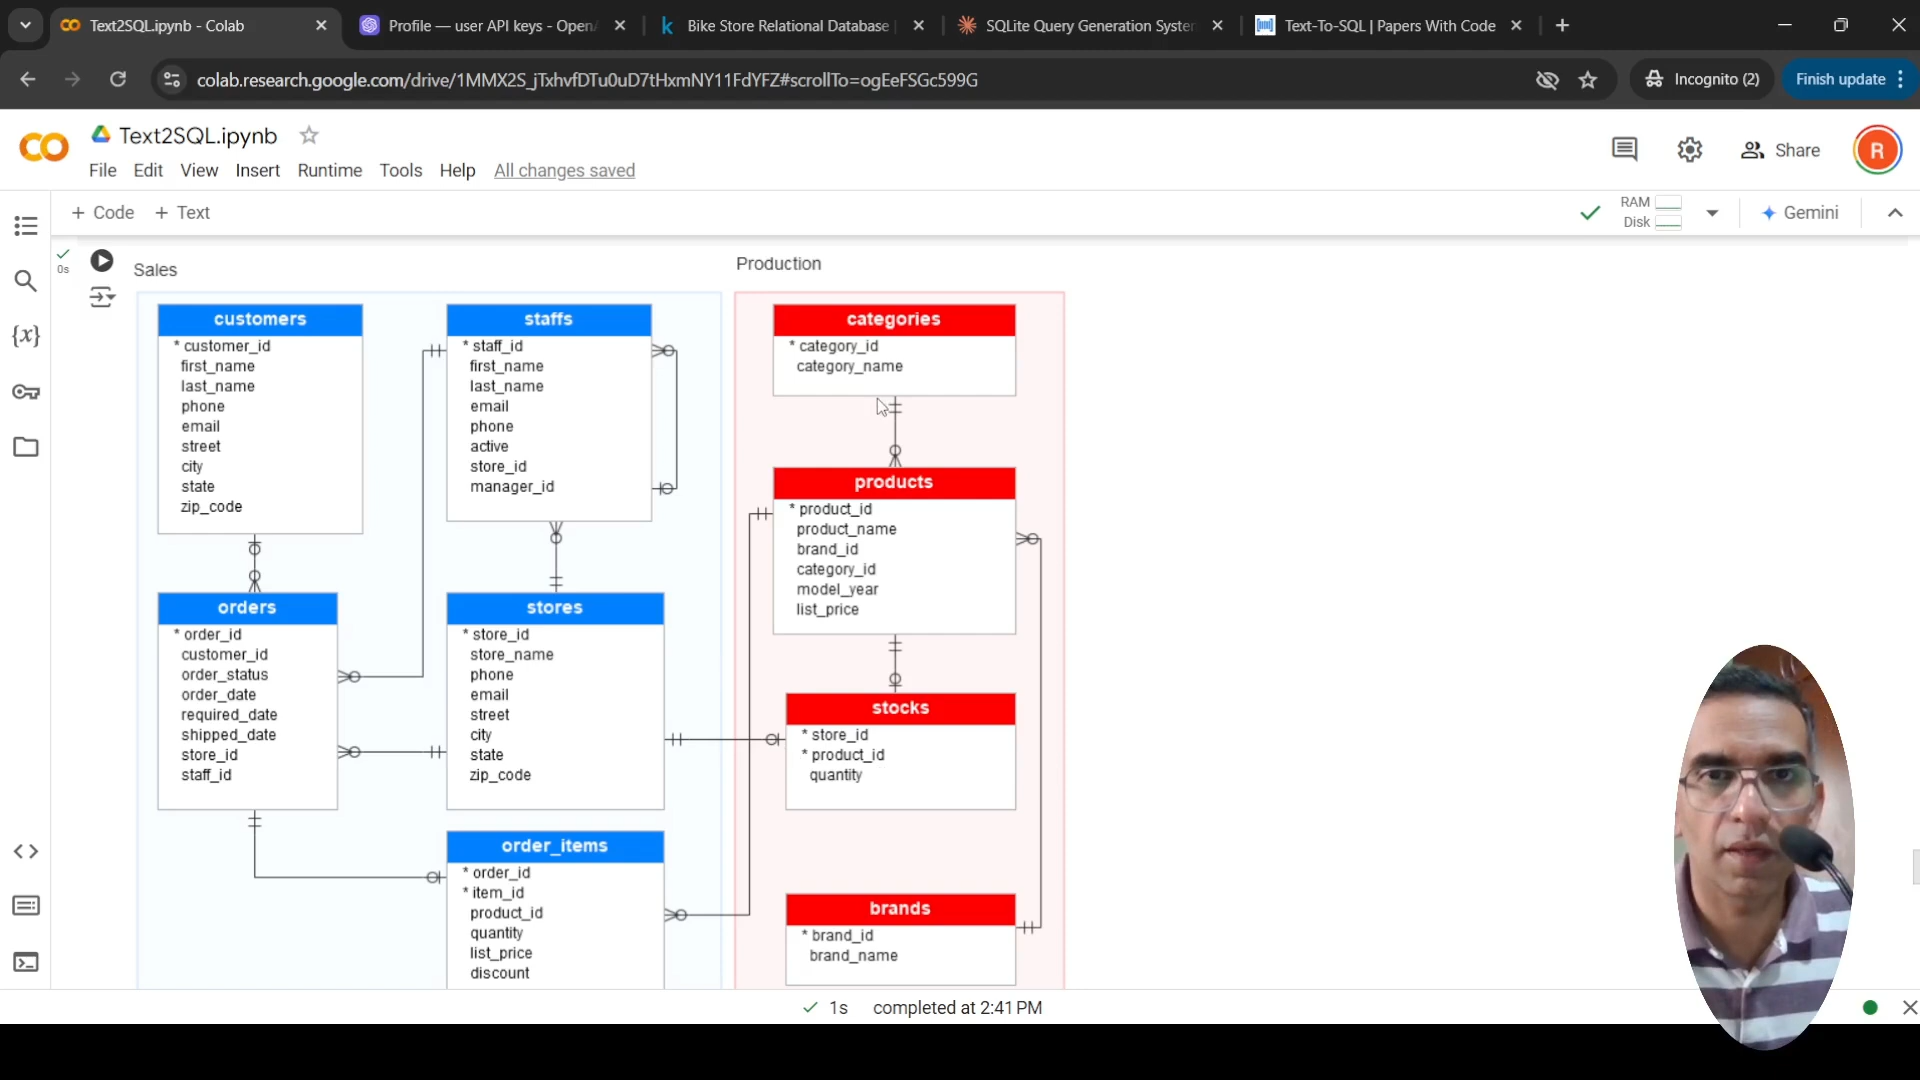 Text2SQL.ipynb - Colab
Profile — user API keys - OpenA
Bike Store Relational Database |
SQLite Query Generation System
Text-To-SQL | Papers With Code
colab.research.google.com/drive/1MMX2S_jTxhvfDTu0uD7tHxmNY11FdYFZ#scrollTo=ogEeFSGc599G
Incognito (2)
Finish update
CO
Text2SQL.ipynb
Share
R
File Edit View Insert Runtime Tools Help All changes saved
+ Code + Text
RAM
Disk
Gemini
0s
Sales
Production
customers
* customer_id
first_name
last_name
phone
email
street
city
state
zip_code
staffs
* staff_id
first_name
last_name
email
phone
active
store_id
manager_id
categories
* category_id
category_name
products
* product_id
product_name
brand_id
category_id
model_year
list_price
orders
* order_id
customer_id
order_status
order_date
required_date
shipped_date
store_id
staff_id
stores
* store_id
store_name
phone
email
street
city
state
zip_code
stocks
* store_id
* product_id
quantity
order_items
* order_id
* item_id
product_id
quantity
list_price
discount
brands
* brand_id
brand_name
1s completed at 2:41 PM